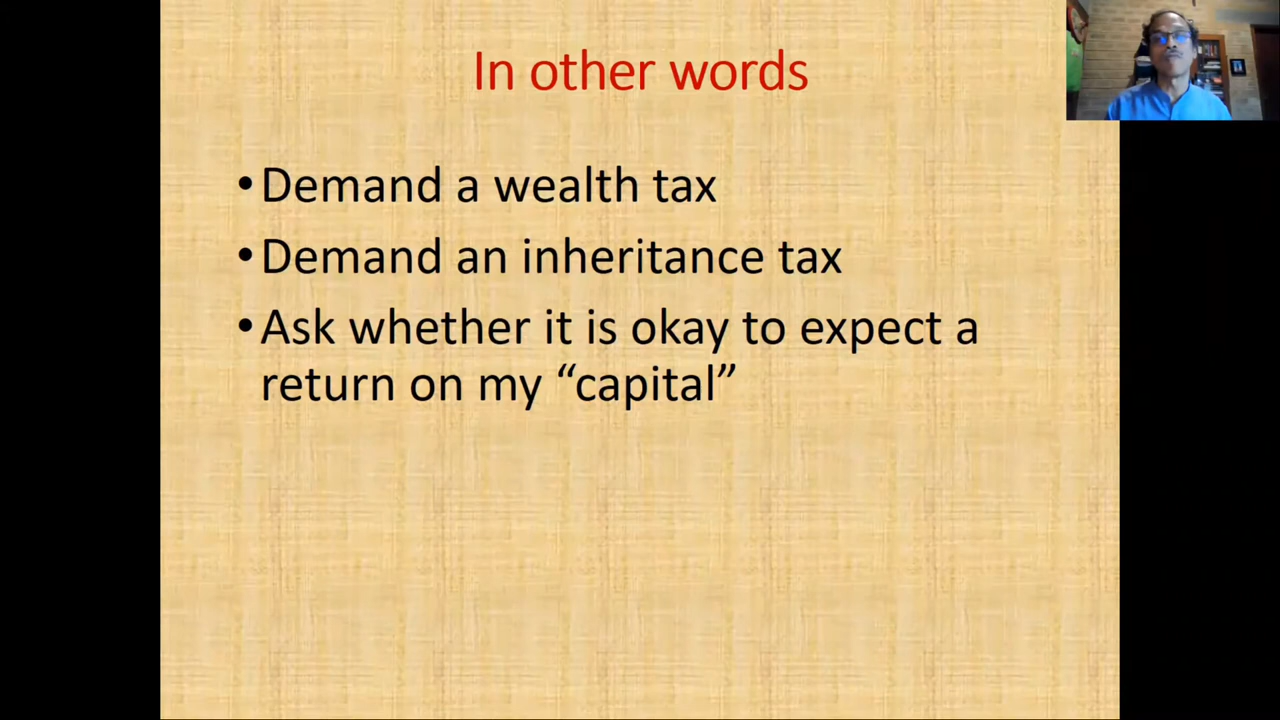 In other words
•Demand a wealth tax
•Demand an inheritance tax
•Ask whether it is okay to expect a
return on my “capital”